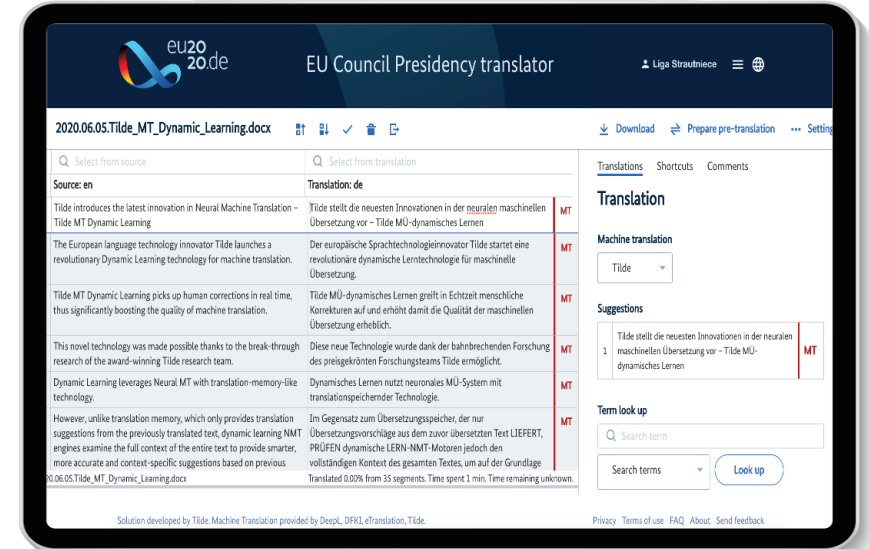 eu20
20.de
EU Council Presidency translator
Liga Strautniece
2020.06.05.Tilde_MT_Dynamic_Learning.docx
Download
Prepare pre-translation
Setting
Select from source
Select from translation
Source: en
Translation: de
Tilde introduces the latest innovation in Neural Machine Translation –
Tilde MT Dynamic Learning
Tilde stellt die neuesten Innovationen in der neuralen maschinellen
Übersetzung vor – Tilde MÜ-dynamisches Lernen
MT
The European language technology innovator Tilde launches a
revolutionary Dynamic Learning technology for machine translation.
Der europäische Sprachtechnologieinnovator Tilde startet eine
revolutionäre dynamische Lerntechnologie für maschinelle
Übersetzung.
MT
Tilde MT Dynamic Learning picks up human corrections in real time,
thus significantly boosting the quality of machine translation.
Tilde MÜ-dynamisches Lernen greift in Echtzeit menschliche
Korrekturen auf und erhöht damit die Qualität der maschinellen
Übersetzung erheblich.
MT
This novel technology was made possible thanks to the break-through
research of the award-winning Tilde research team.
Diese neue Technologie wurde dank der bahnbrechenden Forschung
des preisgekrönten Forschungsteams Tilde ermöglicht.
MT
Dynamic Learning leverages Neural MT with translation-memory-like
technology.
Dynamisches Lernen nutzt neuronales MÜ-System mit
translationspeichernder Technologie.
MT
However, unlike translation memory, which only provides translation
suggestions from the previously translated text, dynamic learning NMT
engines examine the full context of the entire text to provide smarter,
more accurate and context-specific suggestions based on previous
Im Gegensatz zum Übersetzungsspeicher, der nur
Übersetzungsvorschläge aus dem zuvor übersetzten Text LIEFERT,
PRÜFEN dynamische LERN-NMT-Motoren jedoch den
vollständigen Kontext des gesamten Textes, um auf der Grundlage
MT
20.06.05.Tilde_MT_Dynamic_Learning.docx
Translated 0.00% from 35 segments. Time spent 1 min. Time remaining unknown.
Translations
Shortcuts
Comments
Translation
Machine translation
Tilde
Suggestions
1
Tilde stellt die neuesten Innovationen in der neuralen
maschinellen Übersetzung vor – Tilde MÜ-
dynamisches Lernen
MT
Term look up
Search term
Search terms
Look up
Solution developed by Tilde. Machine Translation provided by DeepL, DFKI, eTranslation, Tilde.
Privacy Terms of use FAQ About Send feedback